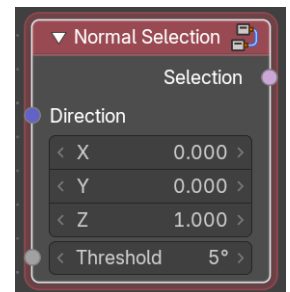 Normal Selection
Selection
Direction
X 0.000
Y 0.000
Z 1.000
Threshold 5°